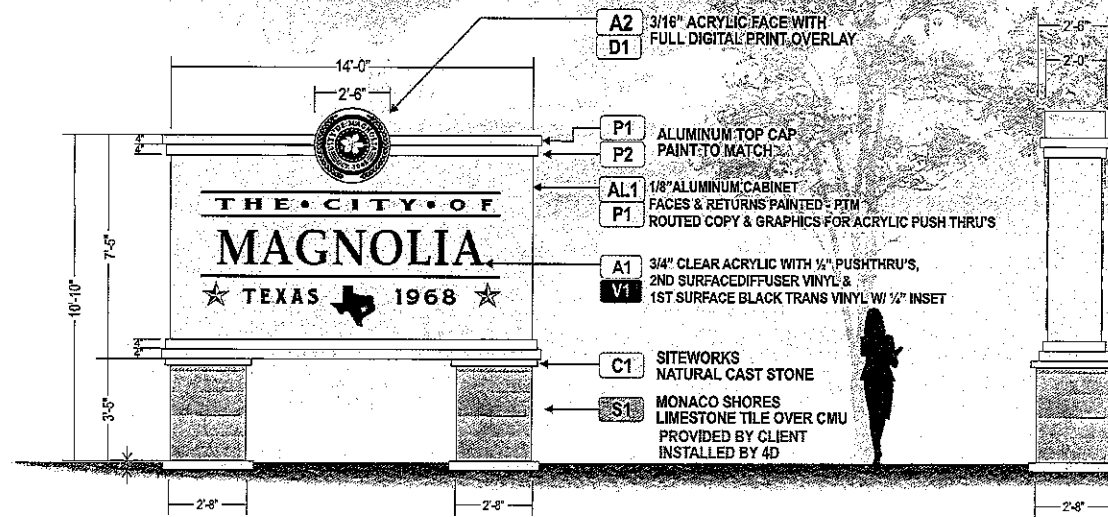 A2 3/16" ACRYLIC FACE WITH
D1 FULL DIGITAL PRINT OVERLAY
2'-6"
2'-0"
14'-0"
2'-6"
P1 ALUMINUM TOP CAP
P2 PAINT TO MATCH
4"
4"
AL1 1/8" ALUMINUM CABINET
FACES & RETURNS PAINTED - PTM
P1 ROUTED COPY & GRAPHICS FOR ACRYLIC PUSH THRU'S
THE • CITY • OF
MAGNOLIA
TEXAS 1968
A1 3/4" CLEAR ACRYLIC WITH ½" PUSHTHRU'S,
V1 2ND SURFACEDIFFUSER VINYL &
1ST SURFACE BLACK TRANS VINYL W/ ⅛" INSET
10'-10"
7'-5"
4"
4"
C1 SITEWORKS
NATURAL CAST STONE
3'-5"
S1 MONACO SHORES
LIMESTONE TILE OVER CMU
PROVIDED BY CLIENT
INSTALLED BY 4D
2'-8"
2'-8"
2'-8"